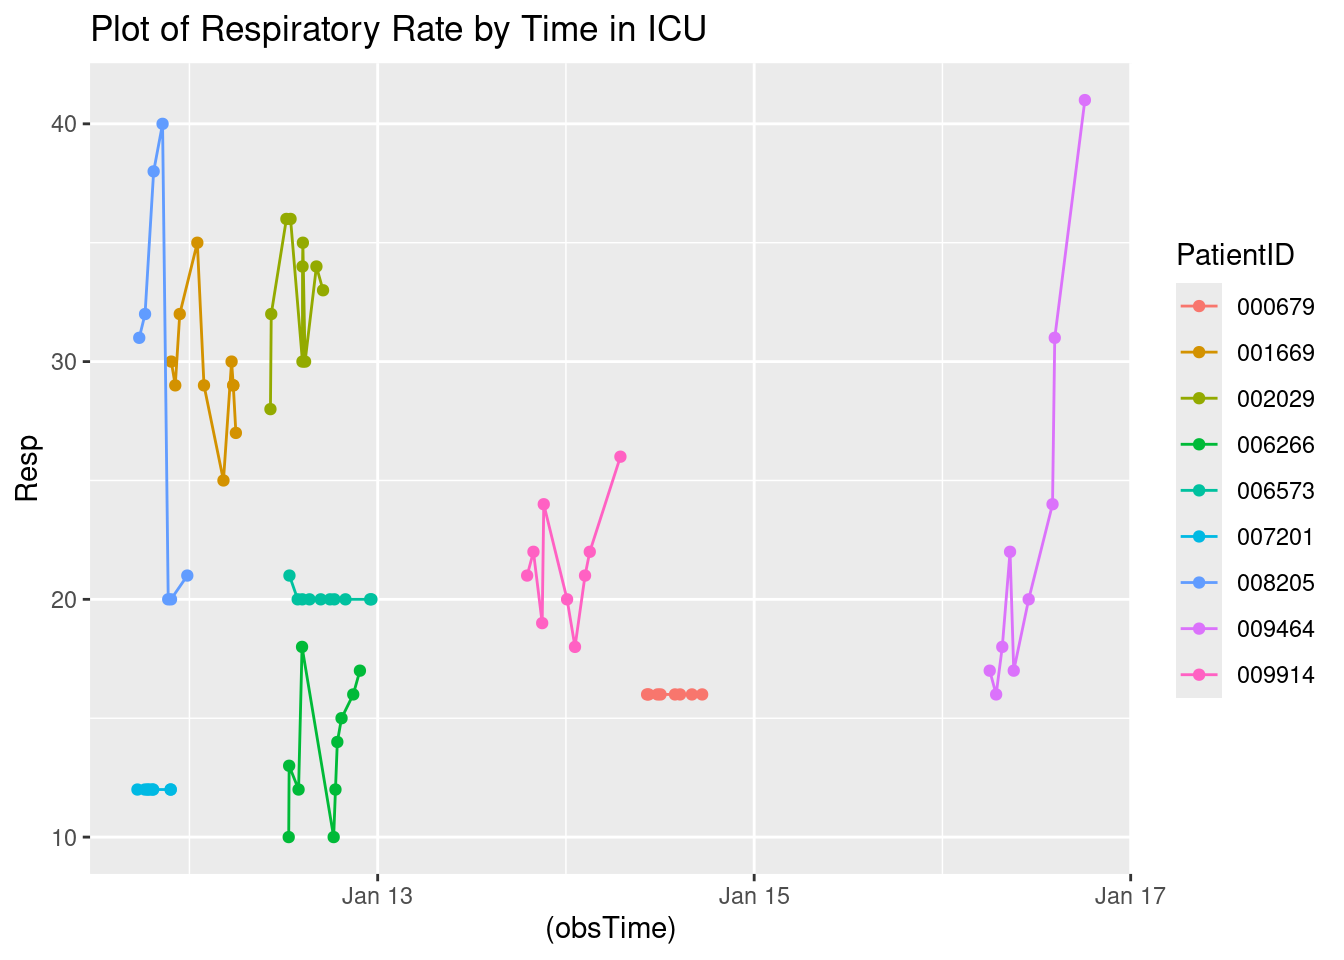 Plot of Respiratory Rate by Time in ICU
40
30
20
10
Resp
Jan 13
Jan 15
Jan 17
(obsTime)
PatientID
000679
001669
002029
006266
006573
007201
008205
009464
009914